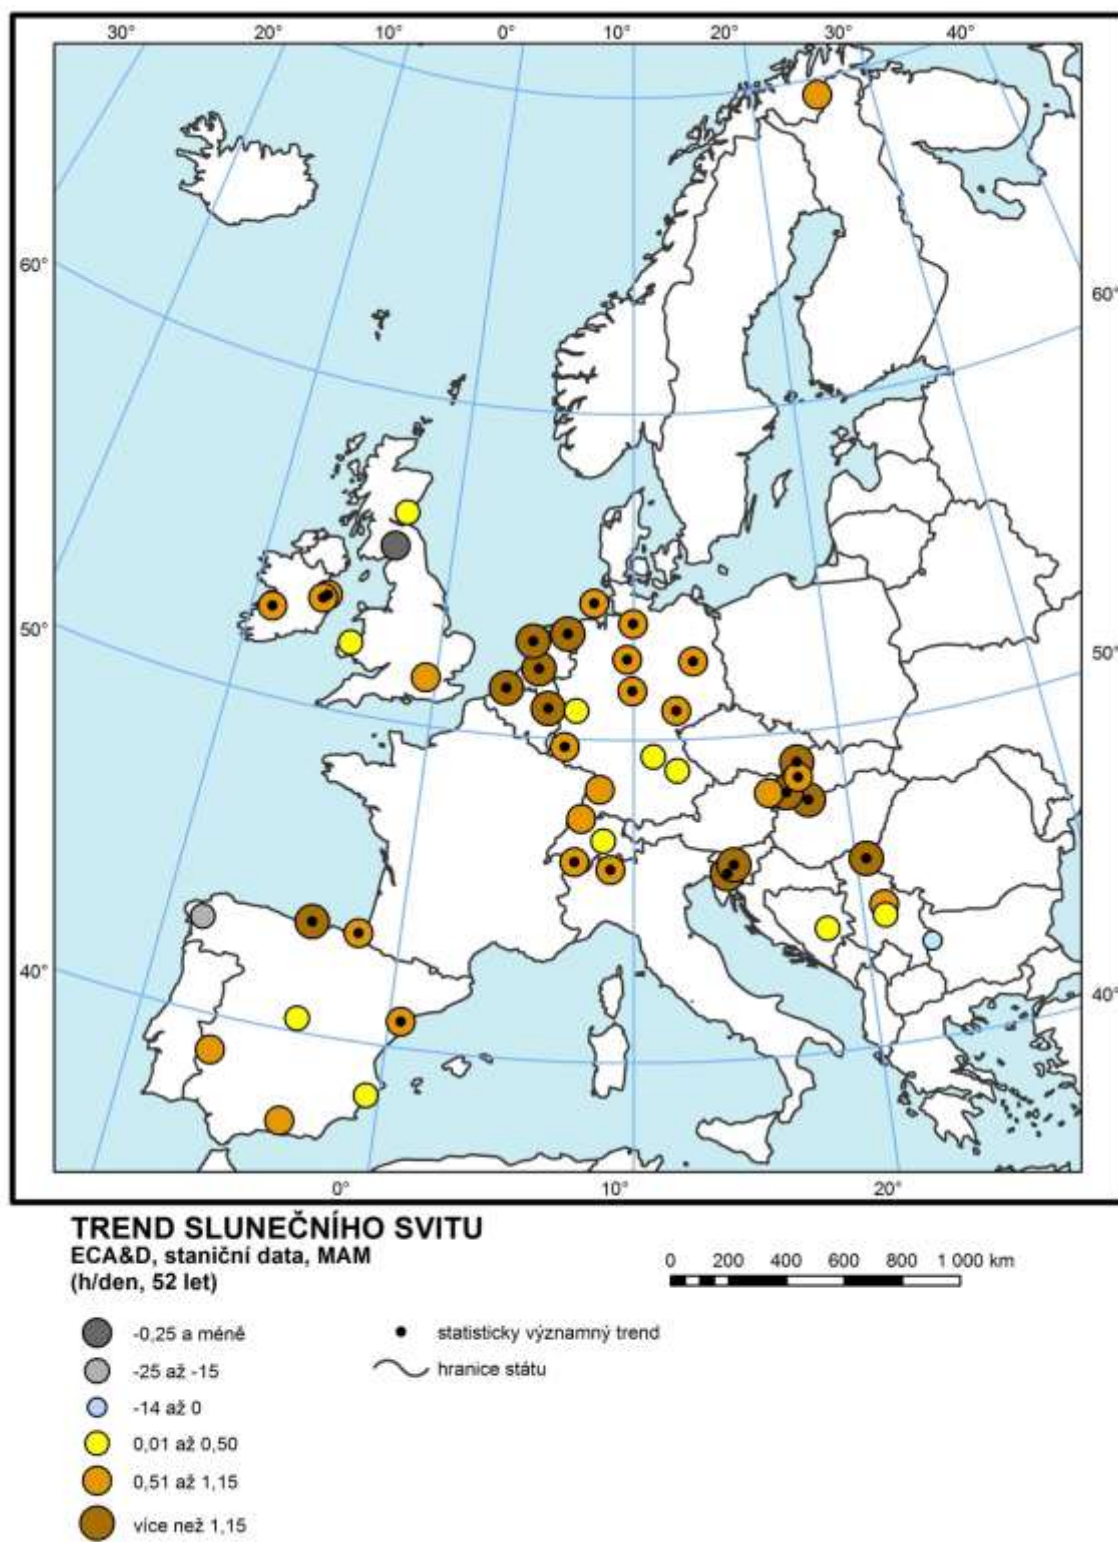 30° 20° 10° 0° 10° 20° 30° 40°
60° 60°
50° 50°
40° 40°
0° 10° 20°
TREND SLUNEČNÍHO SVITU
ECA&D, staniční data, MAM
(h/den, 52 let)
0 200 400 600 800 1 000 km
-0,25 a méně
-25 až -15
-14 až 0
0,01 až 0,50
0,51 až 1,15
více než 1,15
statisticky významný trend
hranice státu